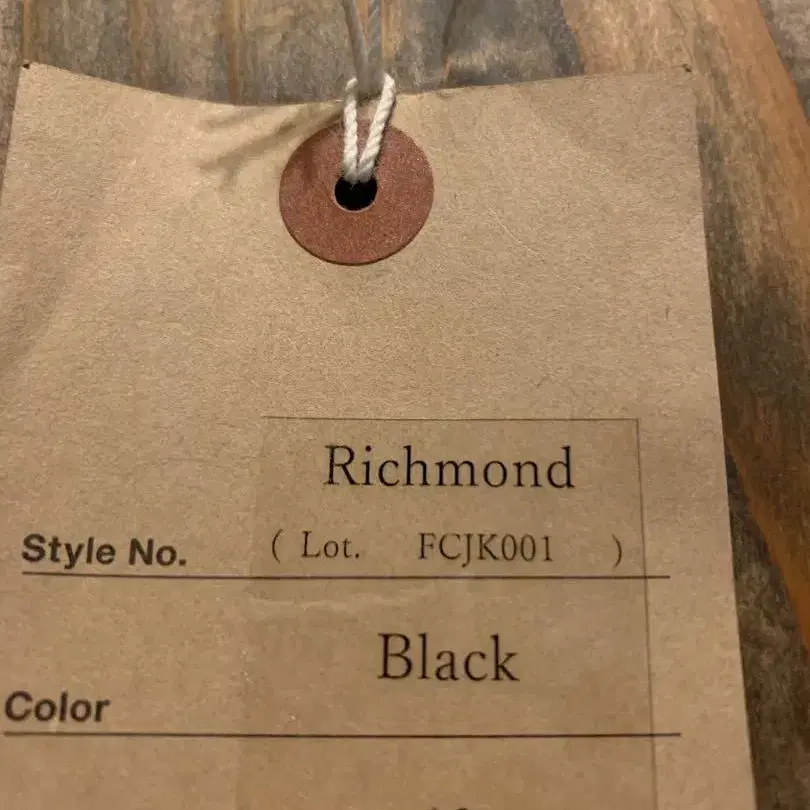 Richmond
Style No. ( Lot. FCJK001 )
Color Black